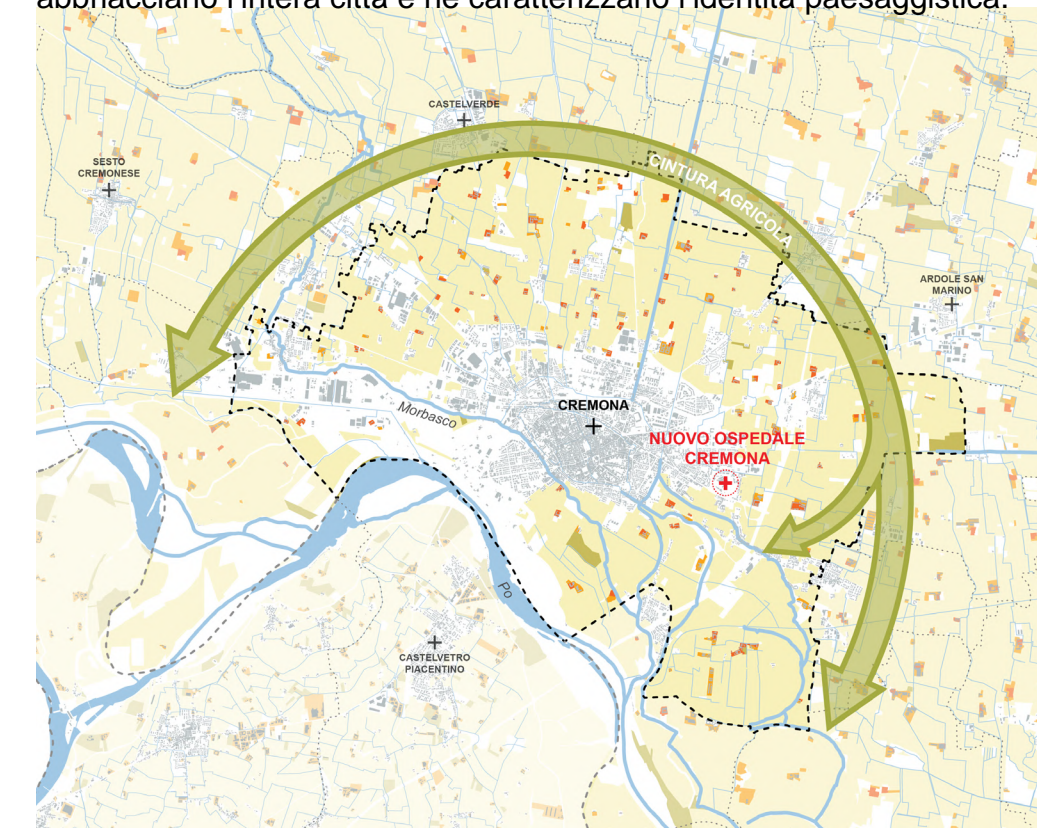 abbracciano l'intera città e ne caratterizzano l'identità paesaggistica.
CASTELVERDE
SESTO
CREMONESE
CINTURA AGRICOLA
ARDOLE SAN
MARINO
CREMONA
Morbasco
NUOVO OSPEDALE
CREMONA
Po
CASTELVETRO
PIACENTINO